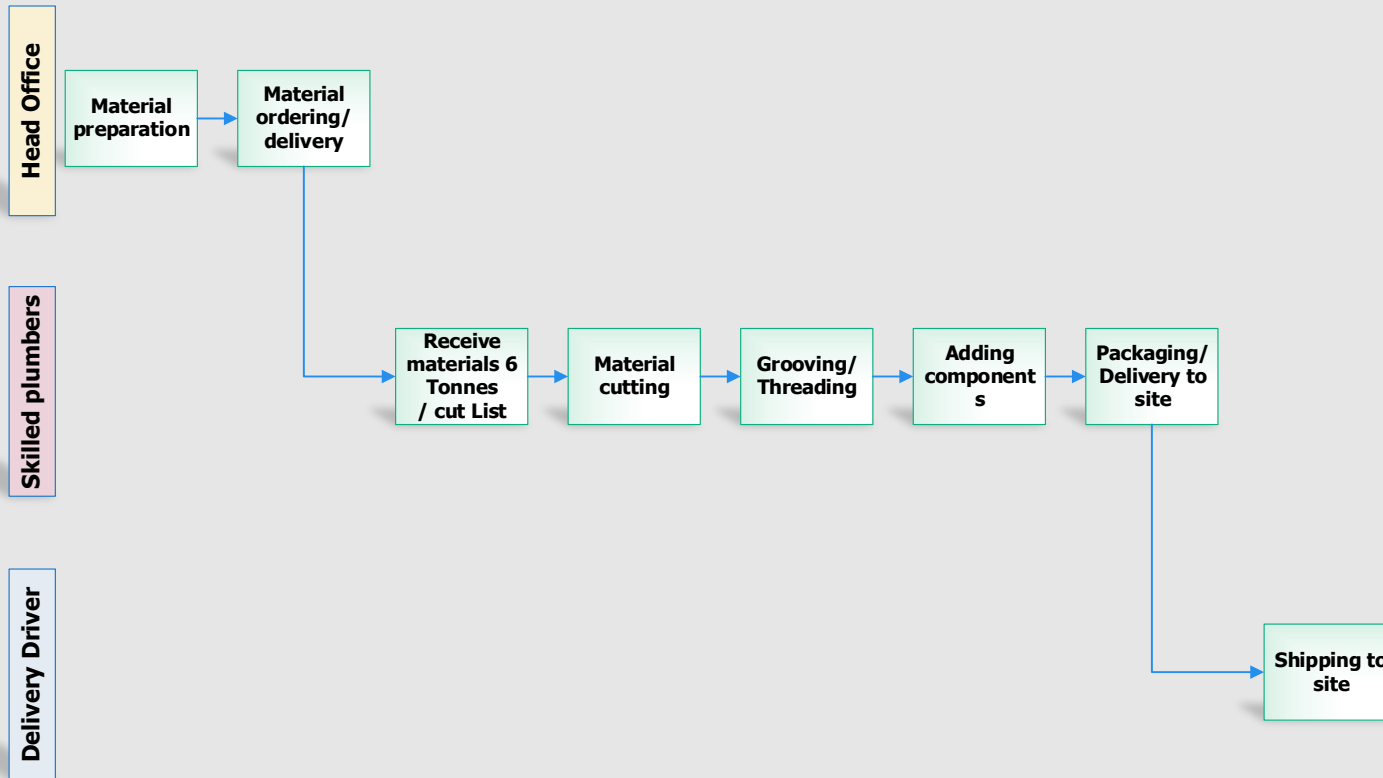 Head Office
Material
preparation
Material
ordering/
delivery
Skilled plumbers
Receive
materials 6
Tonnes
/ cut List
Material
cutting
Grooving/
Threading
Adding
component
s
Packaging/
Delivery to
site
Delivery Driver
Shipping to
site